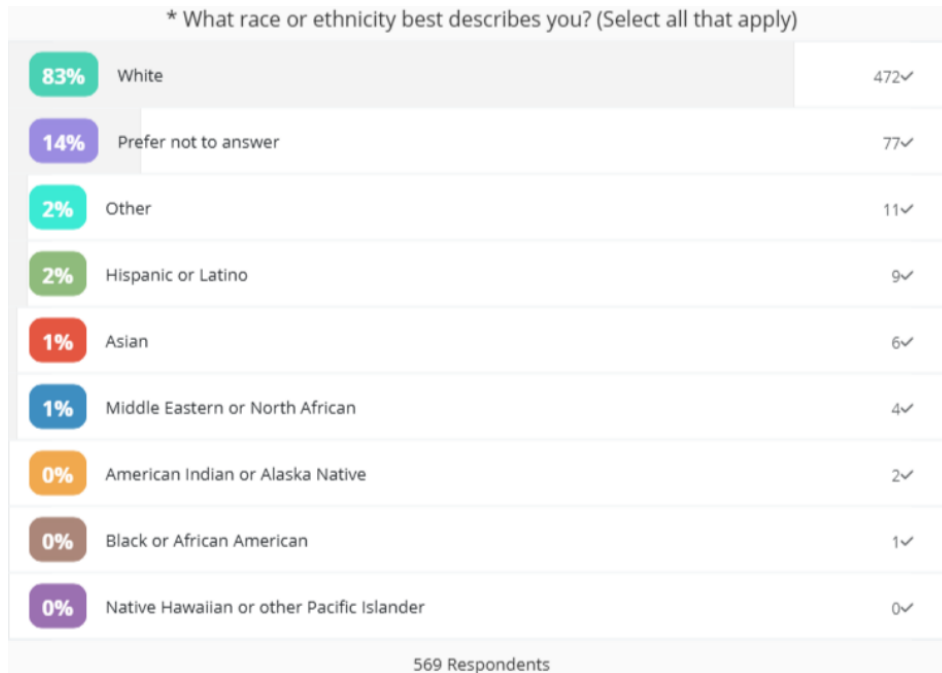 * What race or ethnicity best describes you? (Select all that apply)
83% White 472✓
14% Prefer not to answer 77✓
2% Other 11✓
2% Hispanic or Latino 9✓
1% Asian 6✓
1% Middle Eastern or North African 4✓
0% American Indian or Alaska Native 2✓
0% Black or African American 1✓
0% Native Hawaiian or other Pacific Islander 0✓
569 Respondents